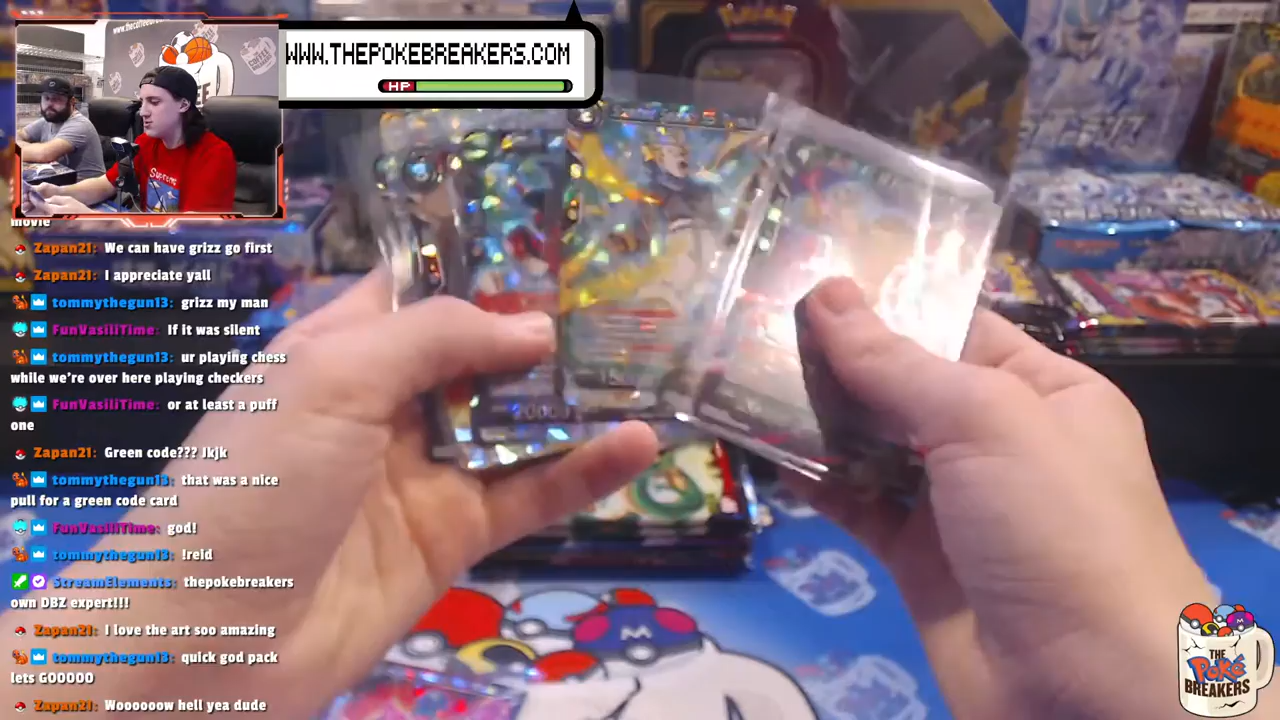 WWW.THEPOKEBREAKERS.COM
HP
movie
Zapan21: We can have grizz go first
Zapan21: I appreciate yall
tommythegun13: grizz my man
FunVasiliTime: If it was silent
tommythegun13: ur playing chess
while we're over here playing checkers
FunVasiliTime: or at least a puff
one
Zapan21: Green code??? Jkjk
tommythegun13: that was a nice
pull for a green code card
FunVasiliTime: god!
tommythegun13: !reid
StreamElements: thepokebreakers
own DBZ expert!!!
Zapan21: I love the art soo amazing
tommythegun13: quick god pack
lets GOOOOO
Zapan21: Woooooow hell yea dude
THE
Poké
BREAKERS